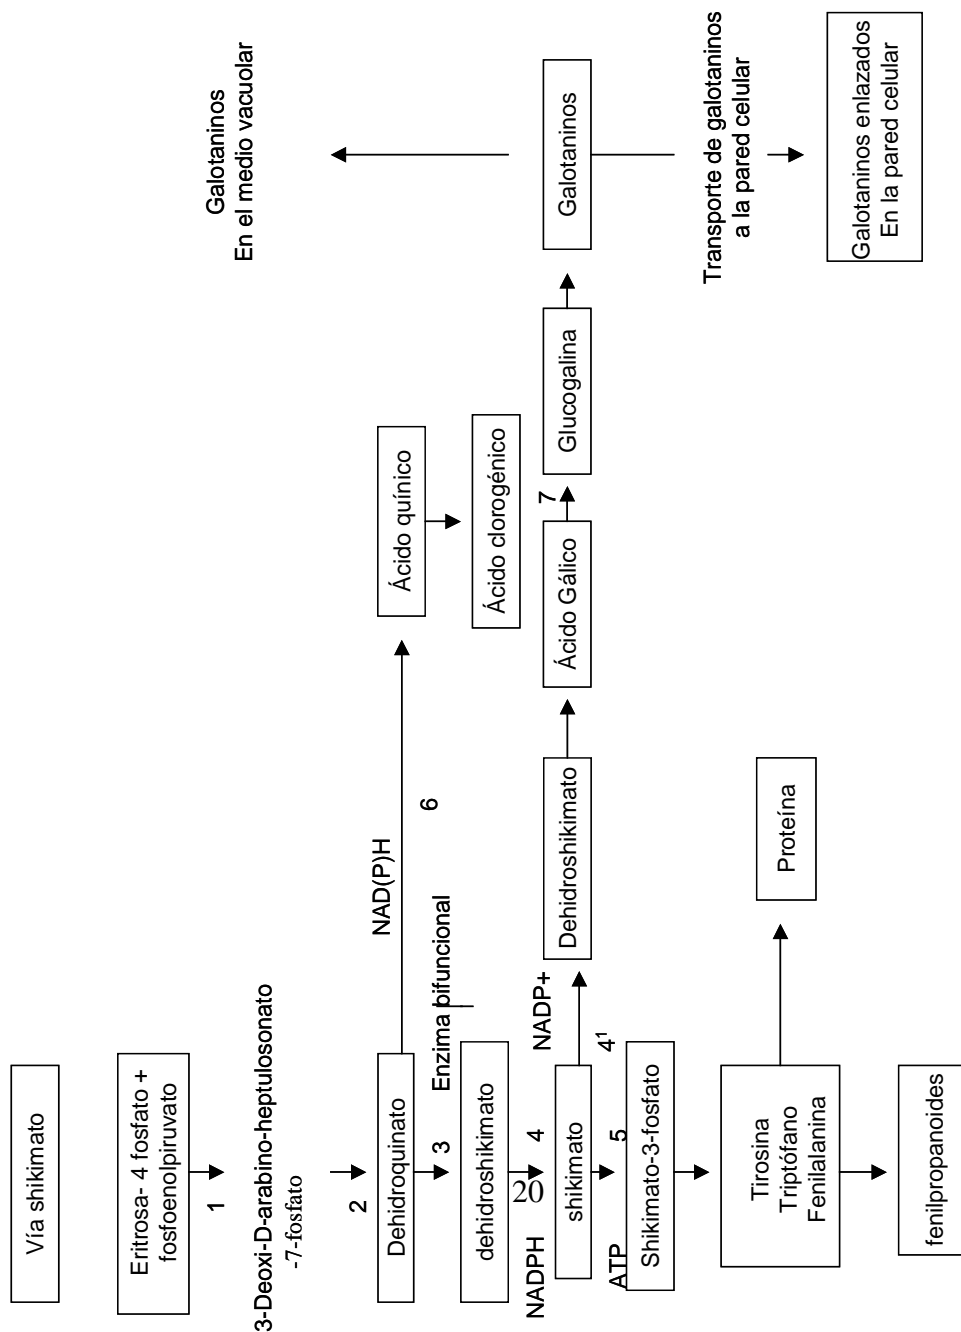 Vía shikimato
Eritrosa- 4 fosfato +
fosfoenolpiruvato
1
3-Deoxi-D-arabino-heptulosonato
-7-fosfato
2
Dehidroquinato
NAD(P)H
6
Ácido quínico
Ácido clorogénico
3
Enzima bifuncional
dehidroshikimato
NADPH
20
4
shikimato
NADP+
4¹
Dehidroshikimato
Ácido Gálico
7
Glucogalina
Galotaninos
Galotaninos
En el medio vacuolar
Transporte de galotaninos
a la pared celular
Galotaninos enlazados
En la pared celular
ATP
5
Shikimato-3-fosfato
Tirosina
Triptófano
Fenilalanina
Proteína
fenilpropanoides